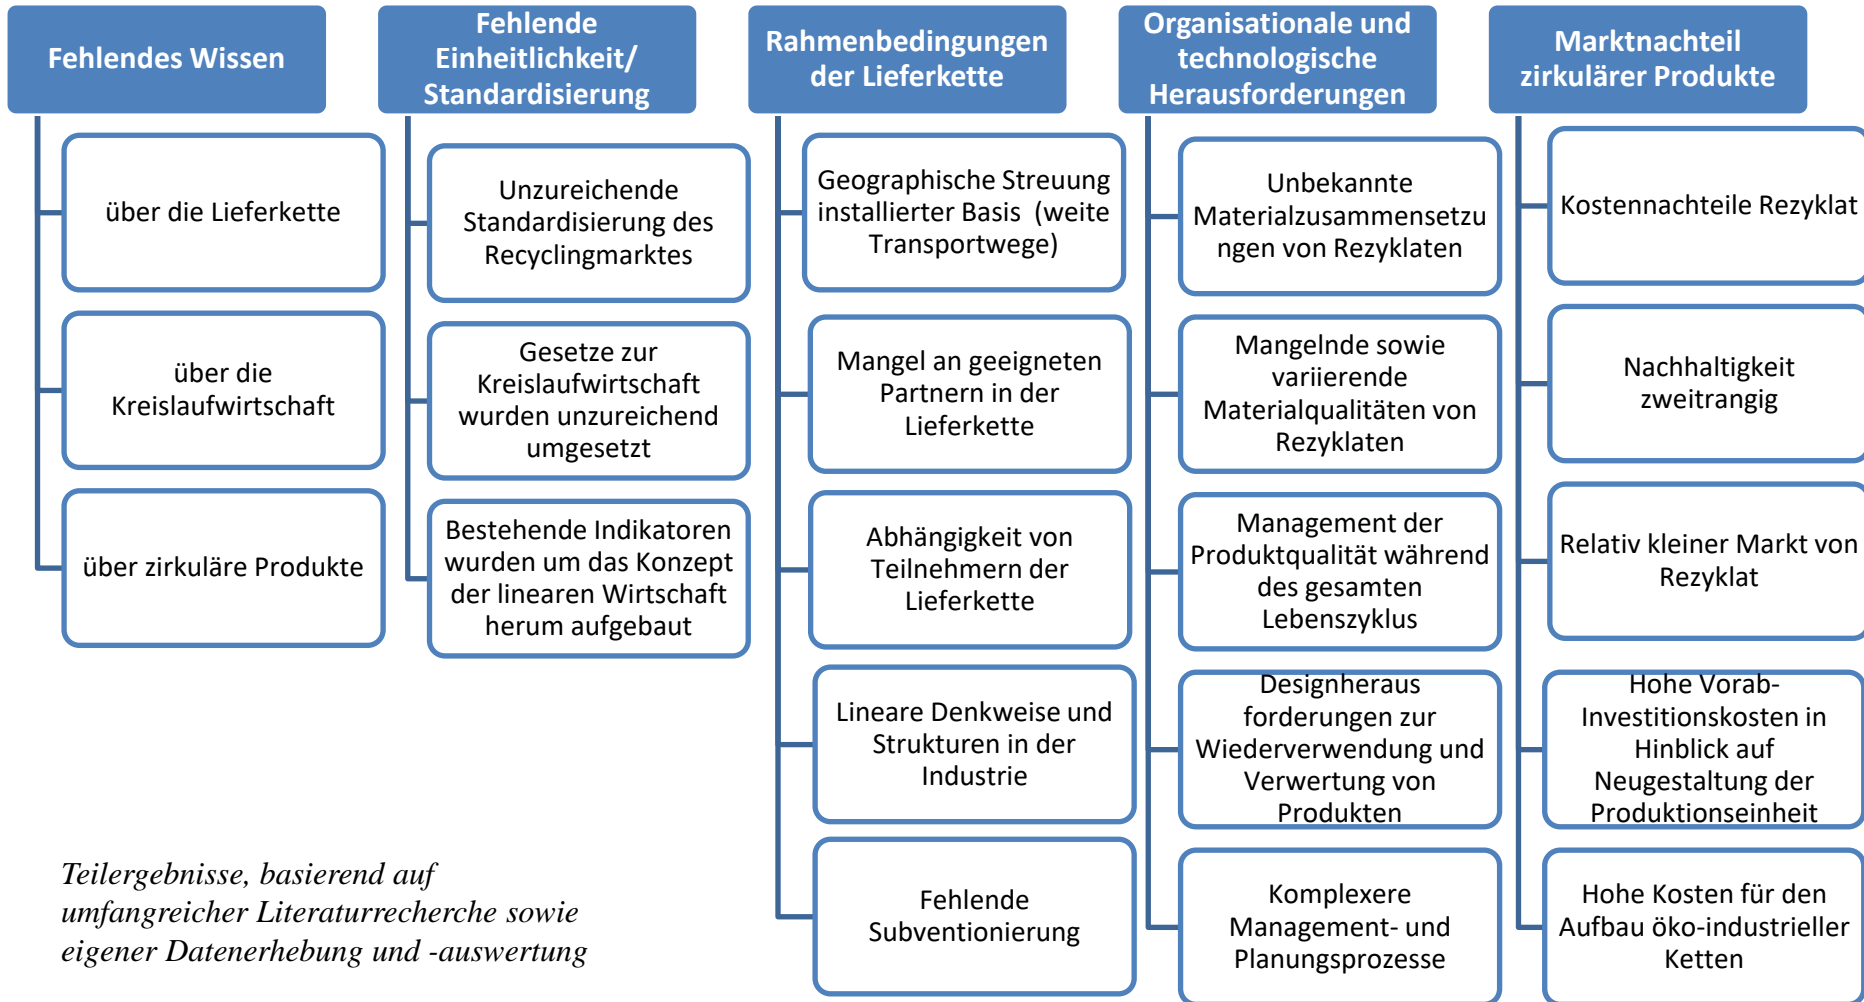 Fehlendes Wissen
über die Lieferkette
über die
Kreislaufwirtschaft
über zirkuläre Produkte
Fehlende
Einheitlichkeit/
Standardisierung
Unzureichende
Standardisierung des
Recyclingmarktes
Gesetze zur
Kreislaufwirtschaft
wurden unzureichend
umgesetzt
Bestehende Indikatoren
wurden um das Konzept
der linearen Wirtschaft
herum aufgebaut
Rahmenbedingungen
der Lieferkette
Geographische Streuung
installierter Basis (weite
Transportwege)
Mangel an geeigneten
Partnern in der
Lieferkette
Abhängigkeit von
Teilnehmern der
Lieferkette
Lineare Denkweise und
Strukturen in der
Industrie
Fehlende
Subventionierung
Organisationale und
technologische
Herausforderungen
Unbekannte
Materialzusammensetzu
ngen von Rezyklaten
Mangelnde sowie
variierende
Materialqualitäten von
Rezyklaten
Management der
Produktqualität während
des gesamten
Lebenszyklus
Designheraus
forderungen zur
Wiederverwendung und
Verwertung von
Produkten
Komplexere
Management- und
Planungsprozesse
Marktnachteil
zirkulärer Produkte
Kostennachteile Rezyklat
Nachhaltigkeit
zweitrangig
Relativ kleiner Markt von
Rezyklat
Hohe Vorab-
Investitionskosten in
Hinblick auf
Neugestaltung der
Produktionseinheit
Hohe Kosten für den
Aufbau öko-industrieller
Ketten
Teilergebnisse, basierend auf
umfangreicher Literaturrecherche sowie
eigener Datenerhebung und -auswertung